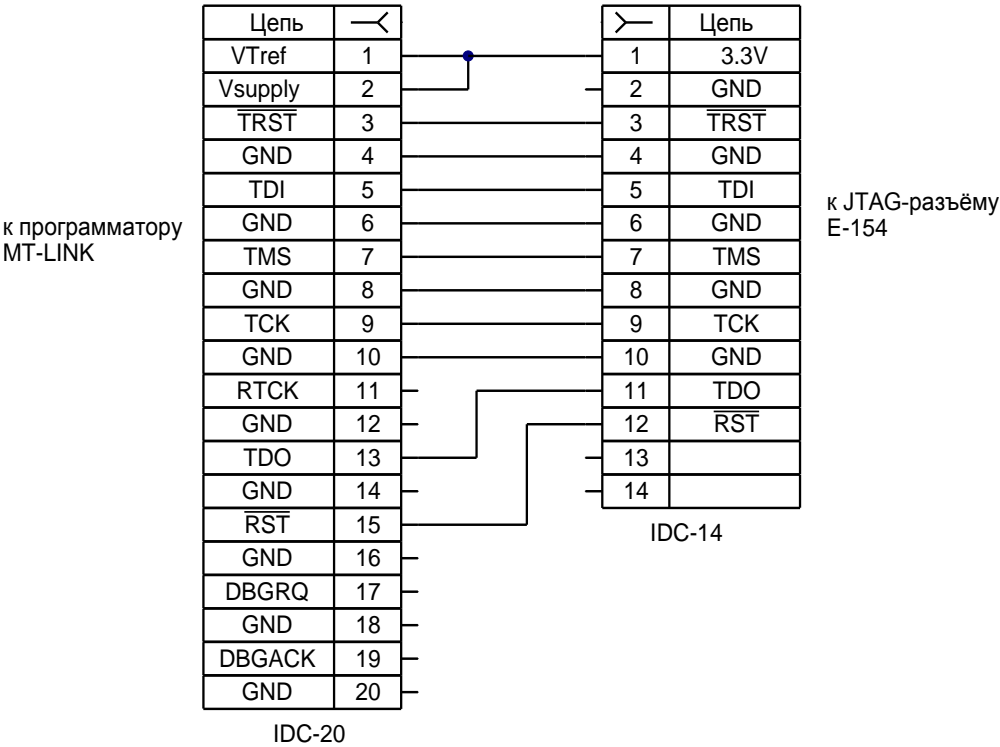 Цепь
VTref 1
Vsupply 2
TRST 3
GND 4
TDI 5
GND 6
TMS 7
GND 8
TCK 9
GND 10
RTCK 11
GND 12
TDO 13
GND 14
RST 15
GND 16
DBGRQ 17
GND 18
DBGACK 19
GND 20
IDC-20
к программатору
MT-LINK
Цепь
1 3.3V
2 GND
3 TRST
4 GND
5 TDI
6 GND
7 TMS
8 GND
9 TCK
10 GND
11 TDO
12 RST
13
14
IDC-14
к JTAG-разъёму
E-154